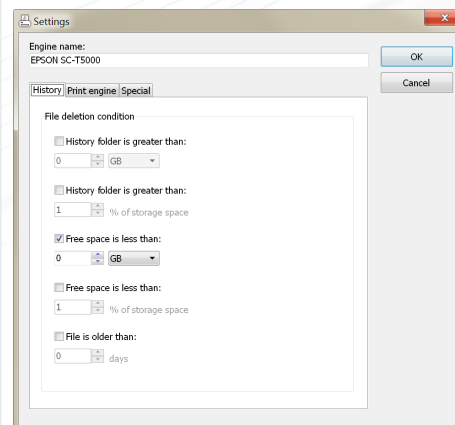 Settings
x
Engine name:
EPSON SC-T5000
OK
Cancel
History Print engine Special
File deletion condition
History folder is greater than:
0 GB
History folder is greater than:
1 % of storage space
Free space is less than:
0 GB
Free space is less than:
1 % of storage space
File is older than:
0 days